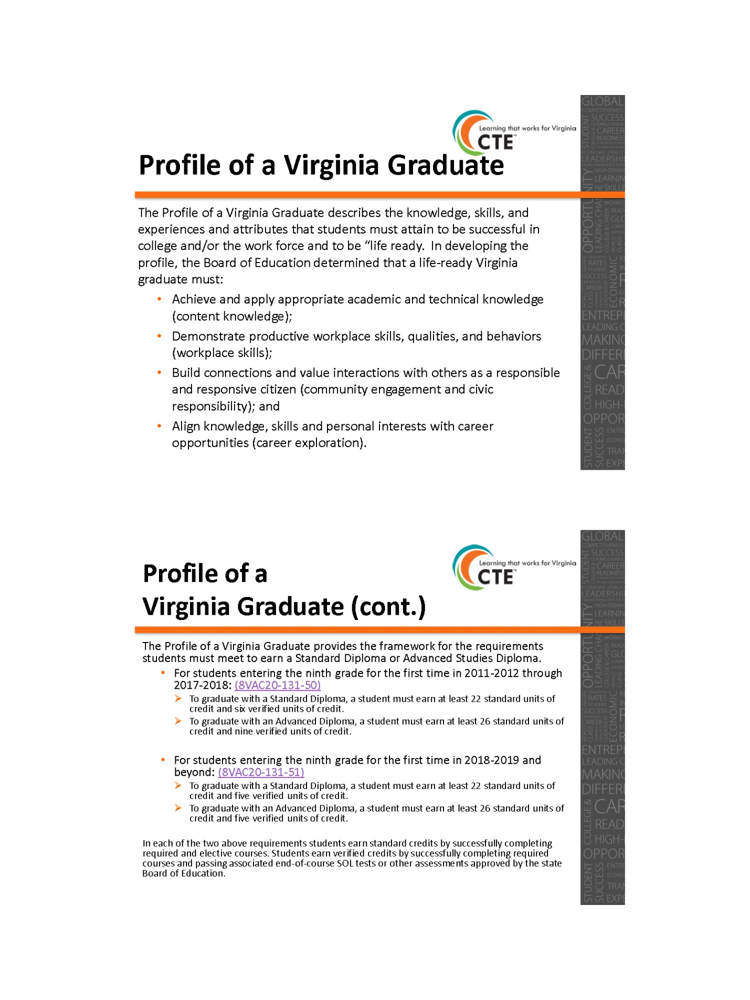 Learning that works for Virginia
CTE™
Profile of a Virginia Graduate
The Profile of a Virginia Graduate describes the knowledge, skills, and
experiences and attributes that students must attain to be successful in
college and/or the work force and to be “life ready.  In developing the
profile, the Board of Education determined that a life-ready Virginia
graduate must:
• Achieve and apply appropriate academic and technical knowledge
(content knowledge);
• Demonstrate productive workplace skills, qualities, and behaviors
(workplace skills);
• Build connections and value interactions with others as a responsible
and responsive citizen (community engagement and civic
responsibility); and
• Align knowledge, skills and personal interests with career
opportunities (career exploration).
Learning that works for Virginia
CTE™
Profile of a
Virginia Graduate (cont.)
The Profile of a Virginia Graduate provides the framework for the requirements
students must meet to earn a Standard Diploma or Advanced Studies Diploma.
• For students entering the ninth grade for the first time in 2011-2012 through
2017-2018: (8VAC20-131-50)
➢ To graduate with a Standard Diploma, a student must earn at least 22 standard units of
credit and six verified units of credit.
➢ To graduate with an Advanced Diploma, a student must earn at least 26 standard units of
credit and nine verified units of credit.
• For students entering the ninth grade for the first time in 2018-2019 and
beyond: (8VAC20-131-51)
➢ To graduate with a Standard Diploma, a student must earn at least 22 standard units of
credit and five verified units of credit.
➢ To graduate with an Advanced Diploma, a student must earn at least 26 standard units of
credit and five verified units of credit.
In each of the two above requirements students earn standard credits by successfully completing
required and elective courses. Students earn verified credits by successfully completing required
courses and passing associated end-of-course SOL tests or other assessments approved by the state
Board of Education.